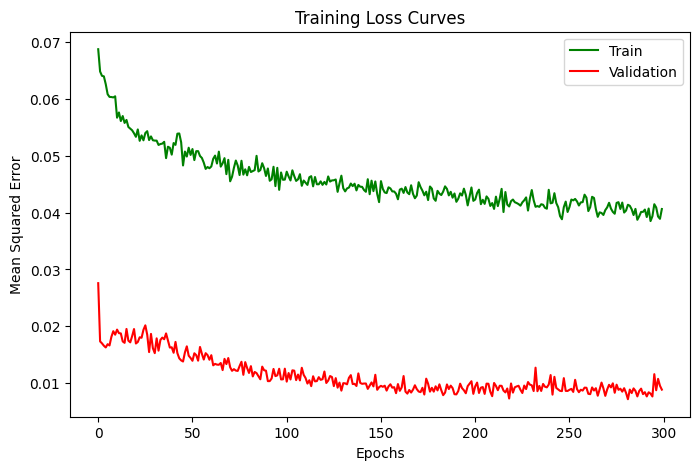 Training Loss Curves
Train
Validation
Mean Squared Error
0.07
0.06
0.05
0.04
0.03
0.02
0.01
0 50 100 150 200 250 300
Epochs